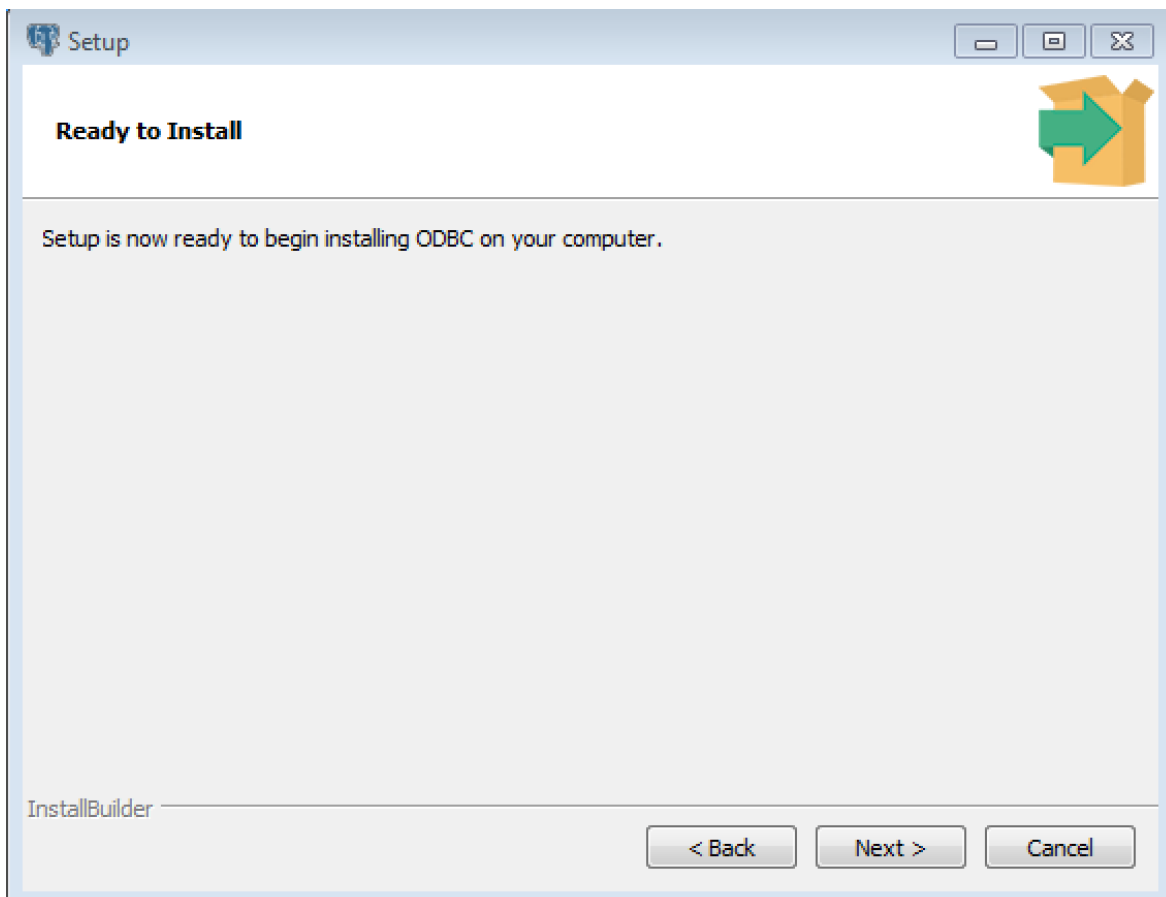 Setup
Ready to Install
Setup is now ready to begin installing ODBC on your computer.
InstallBuilder
< Back Next > Cancel